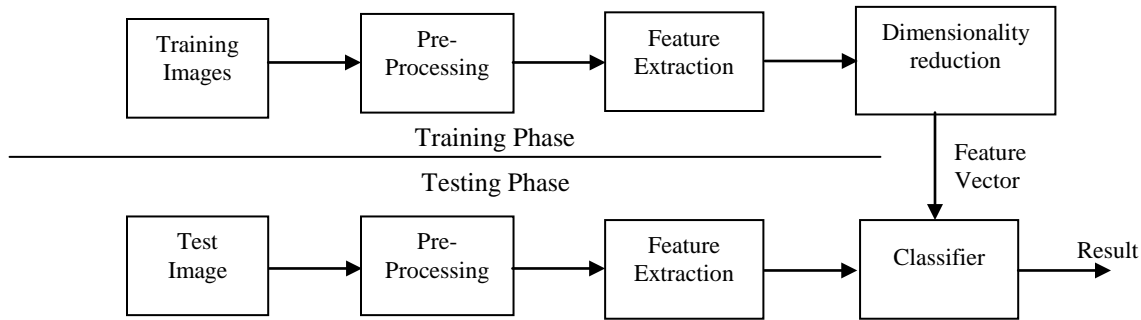 Training
Images
Pre-
Processing
Feature
Extraction
Dimensionality
reduction
Training Phase
Feature
Vector
Testing Phase
Test
Image
Pre-
Processing
Feature
Extraction
Classifier
Result